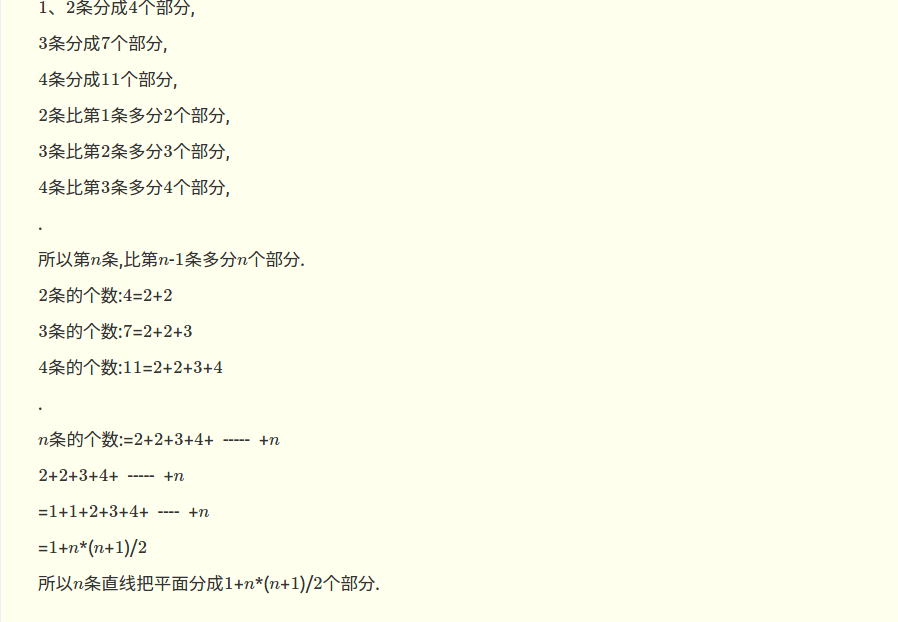 1、2条分成4个部分,
3条分成7个部分,
4条分成11个部分,
2条比第1条多分2个部分,
3条比第2条多分3个部分,
4条比第3条多分4个部分,
.
所以第n条,比第n-1条多分n个部分.
2条的个数:4=2+2
3条的个数:7=2+2+3
4条的个数:11=2+2+3+4
.
n条的个数:=2+2+3+4+ ----- +n
2+2+3+4+ ----- +n
=1+1+2+3+4+ ---- +n
=1+n*(n+1)/2
所以n条直线把平面分成1+n*(n+1)/2个部分.